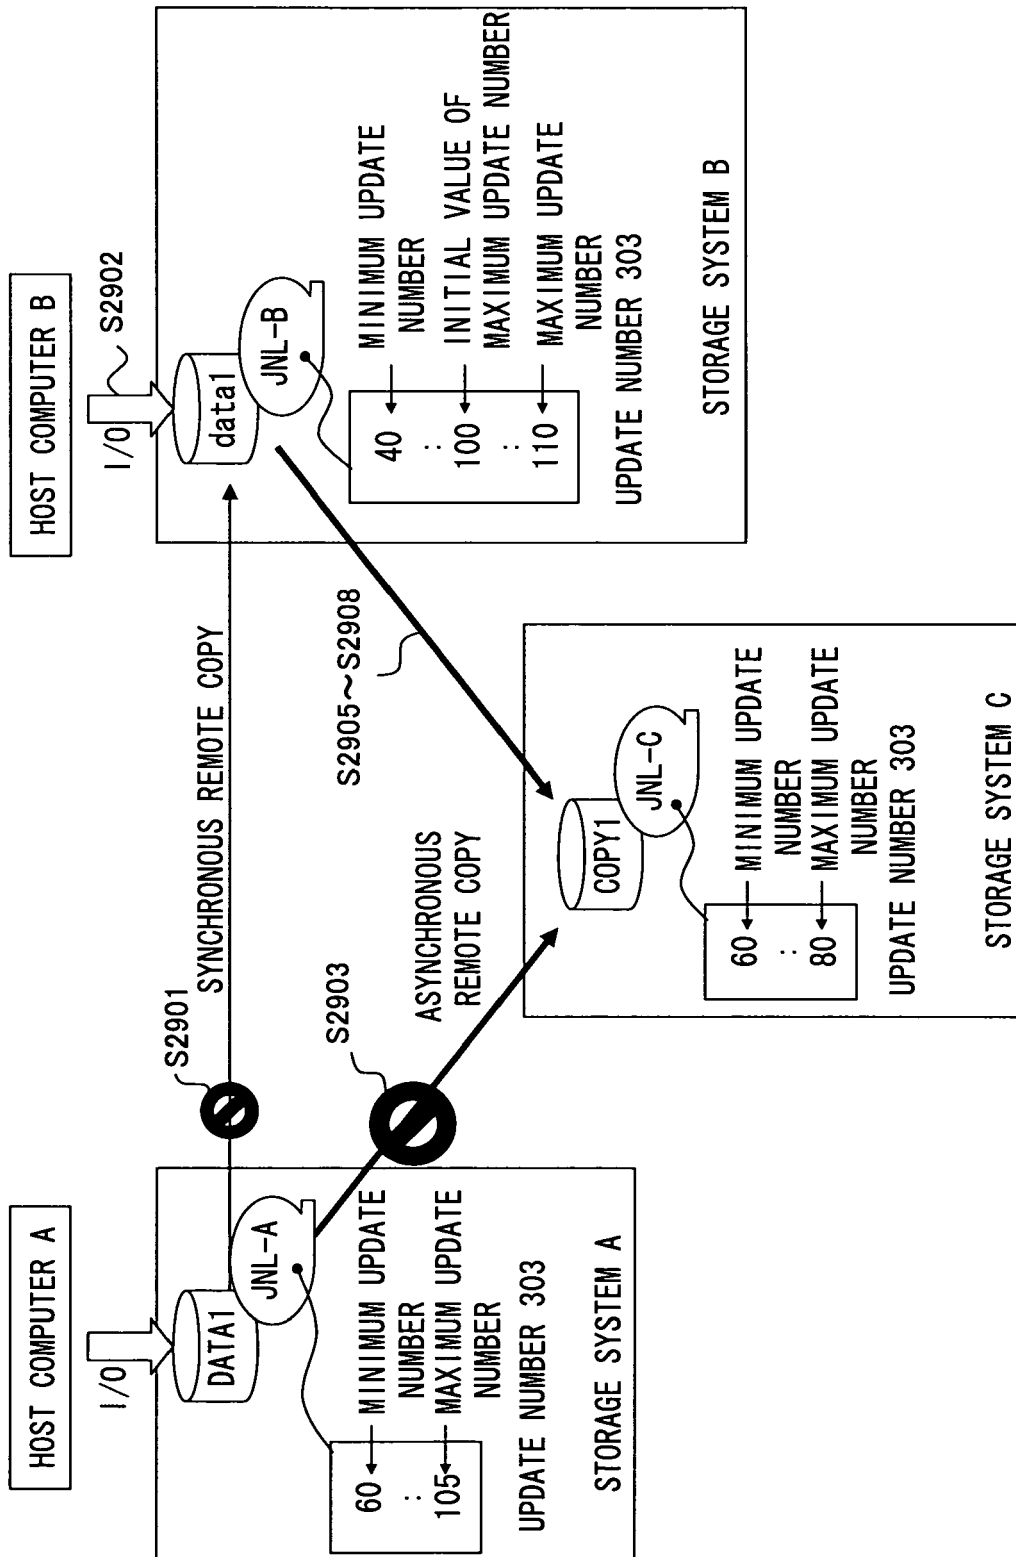 HOST COMPUTER A
I/O
DATA1
JNL-A
60
:
105
MINIMUM UPDATE
NUMBER
MAXIMUM UPDATE
NUMBER
UPDATE NUMBER 303
STORAGE SYSTEM A
S2901
SYNCHRONOUS REMOTE COPY
S2903
ASYNCHRONOUS
REMOTE COPY
HOST COMPUTER B
I/O
S2902
data1
JNL-B
40
:
100
:
110
MINIMUM UPDATE
NUMBER
INITIAL VALUE OF
MAXIMUM UPDATE NUMBER
MAXIMUM UPDATE
NUMBER
UPDATE NUMBER 303
STORAGE SYSTEM B
S2905~S2908
COPY1
JNL-C
60
:
80
MINIMUM UPDATE
NUMBER
MAXIMUM UPDATE
NUMBER
UPDATE NUMBER 303
STORAGE SYSTEM C